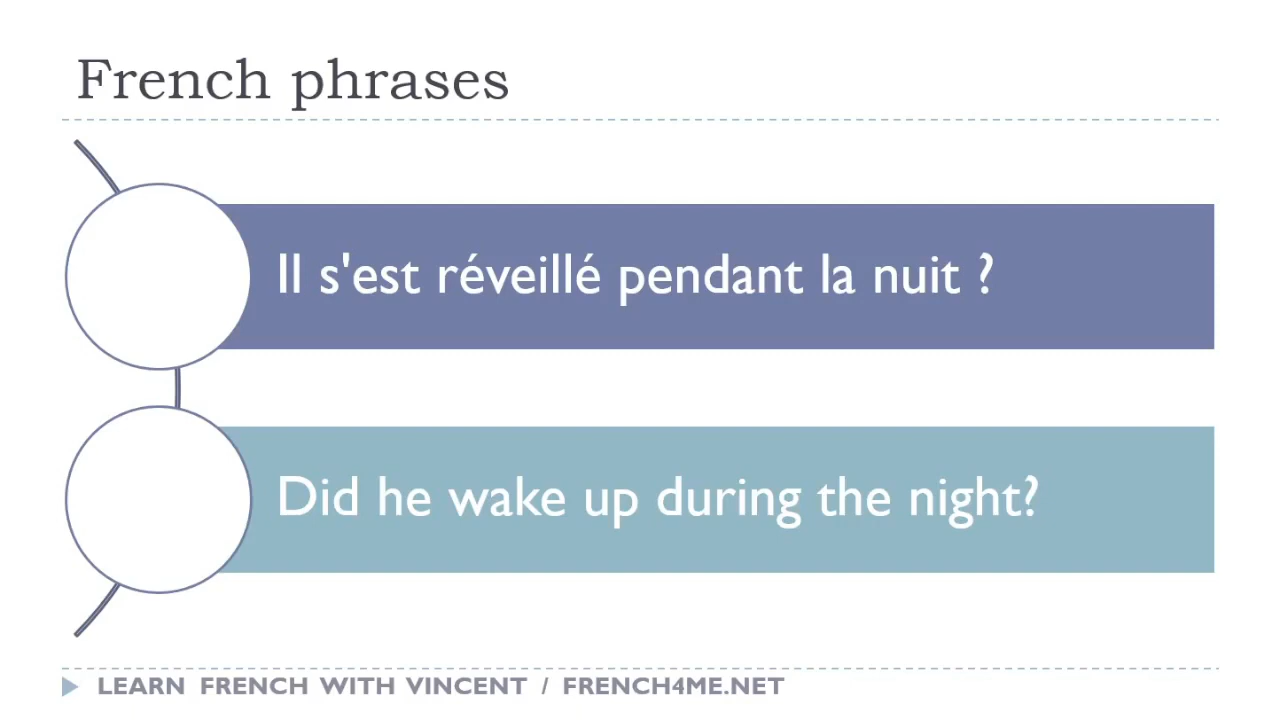 French phrases
Il s'est réveillé pendant la nuit ?
Did he wake up during the night?
LEARN FRENCH WITH VINCENT / FRENCH4ME.NET